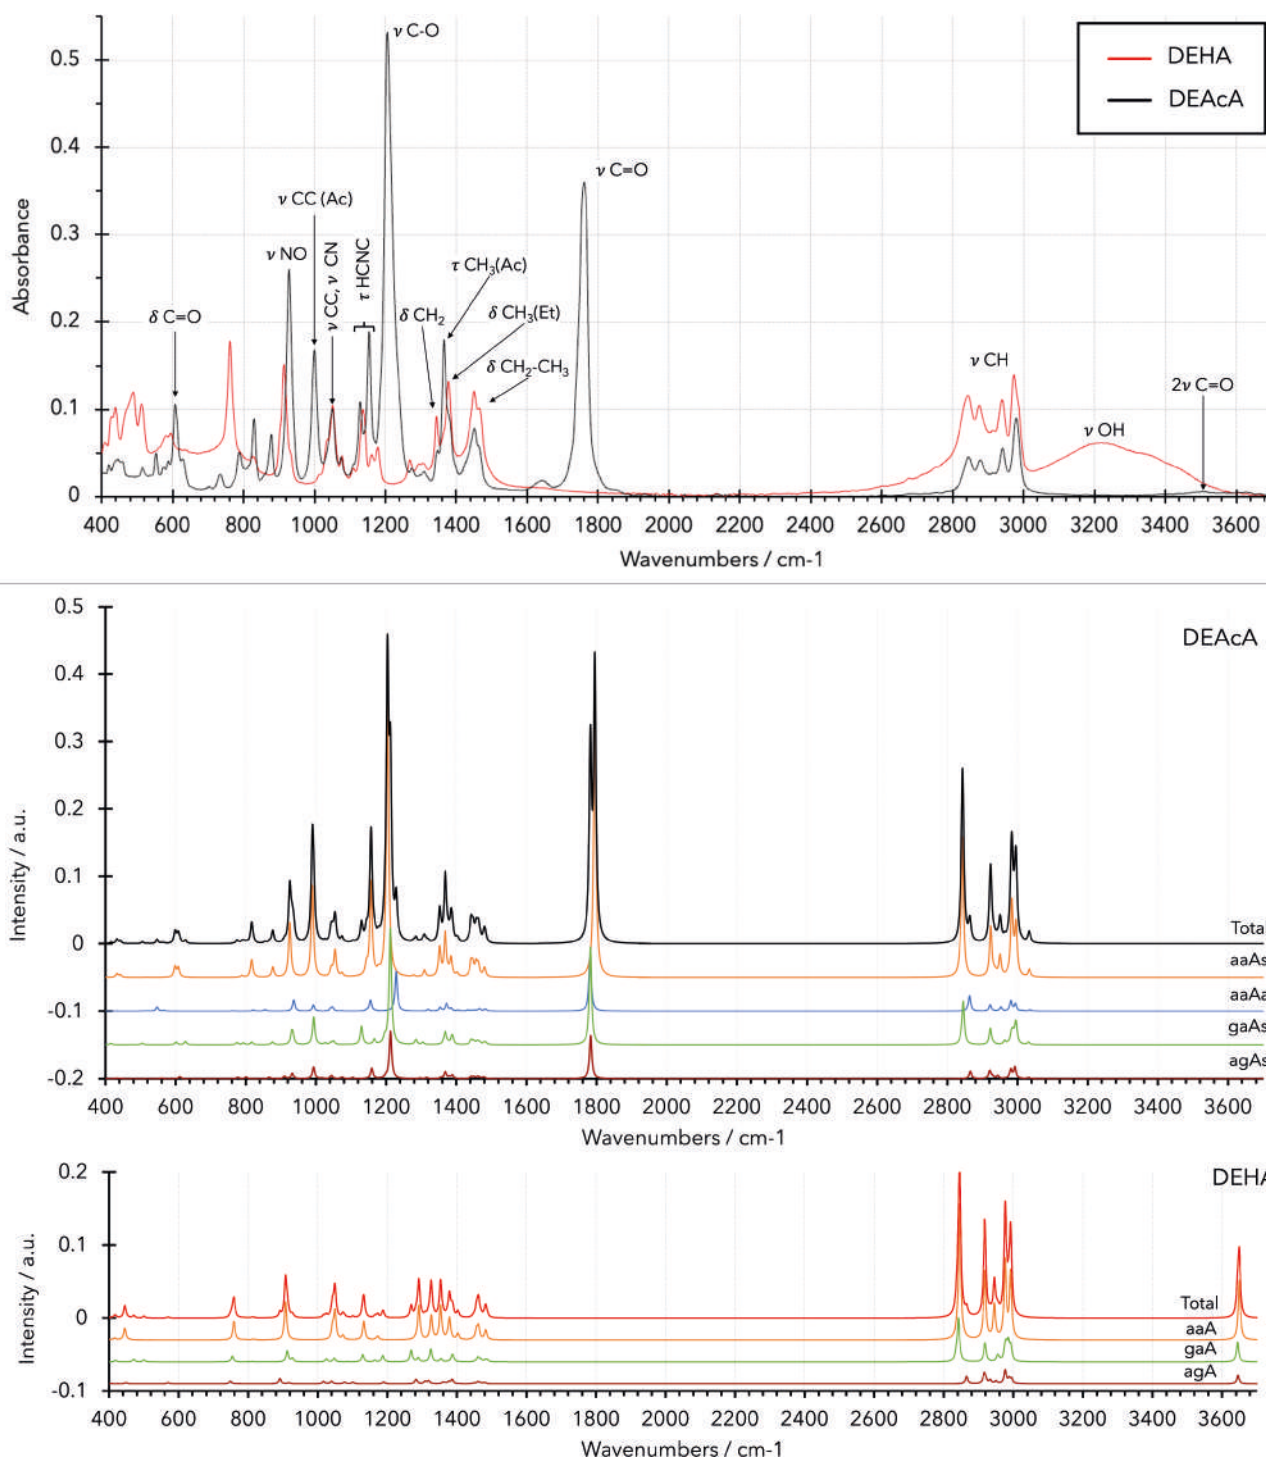 ν C-O
DEHA
DEAcA
0.5
0.4
ν C=O
ν CC (Ac)
0.3
ν NO
ν CC, ν CN
τ HCNC
τ CH₃(Ac)
Absorbance
δ C=O
δ CH₂
δ CH₃(Et)
0.2
δ CH₂-CH₃
ν CH
2ν C=O
0.1
ν OH
0
400 600 800 1000 1200 1400 1600 1800 2000 2200 2400 2600 2800 3000 3200 3400 3600
Wavenumbers / cm-1
0.5
DEAcA
0.4
0.3
0.2
Intensity / a.u.
0.1
Total
0
aaAs
aaAa
-0.1
gaAs
agAs
-0.2
400 600 800 1000 1200 1400 1600 1800 2000 2200 2400 2600 2800 3000 3200 3400 3600
Wavenumbers / cm-1
0.2
DEHA
0.1
Intensity / a.u.
Total
0
aaA
gaA
agA
-0.1
400 600 800 1000 1200 1400 1600 1800 2000 2200 2400 2600 2800 3000 3200 3400 3600
Wavenumbers / cm-1